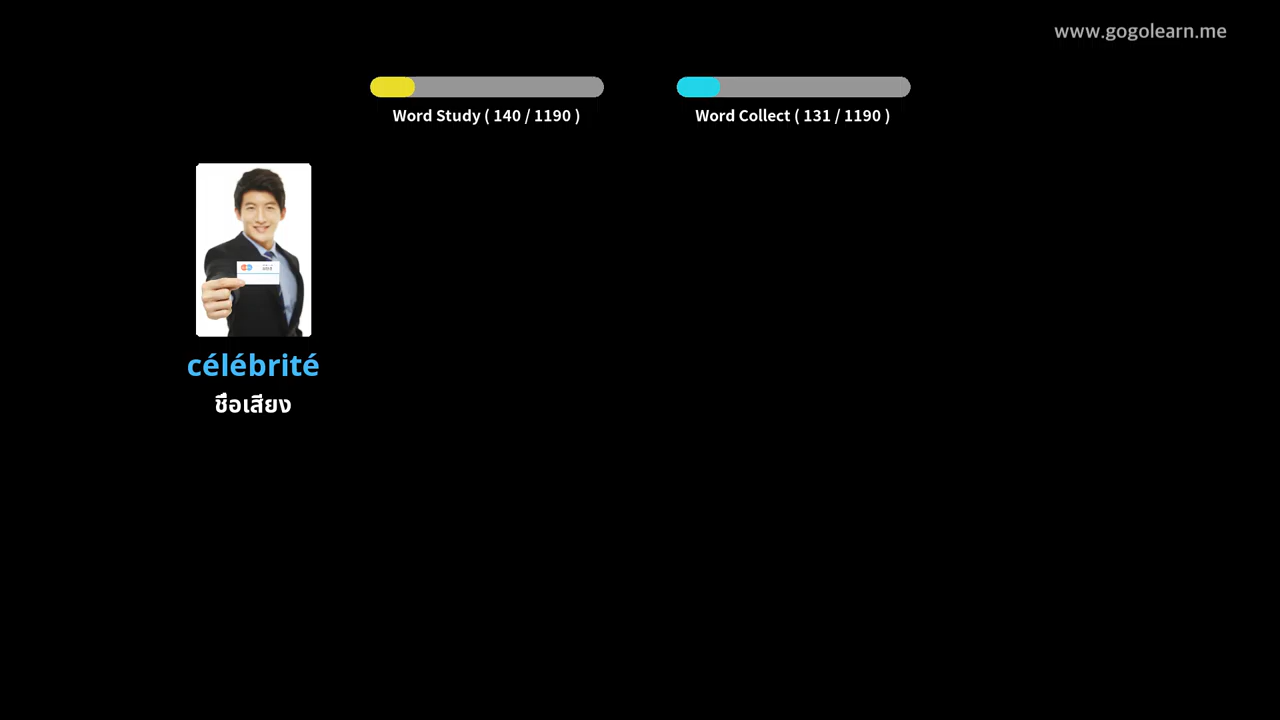 www.gogolearn.me
Word Study ( 140 / 1190 )
Word Collect ( 131 / 1190 )
célébrité
ชื่อเสียง